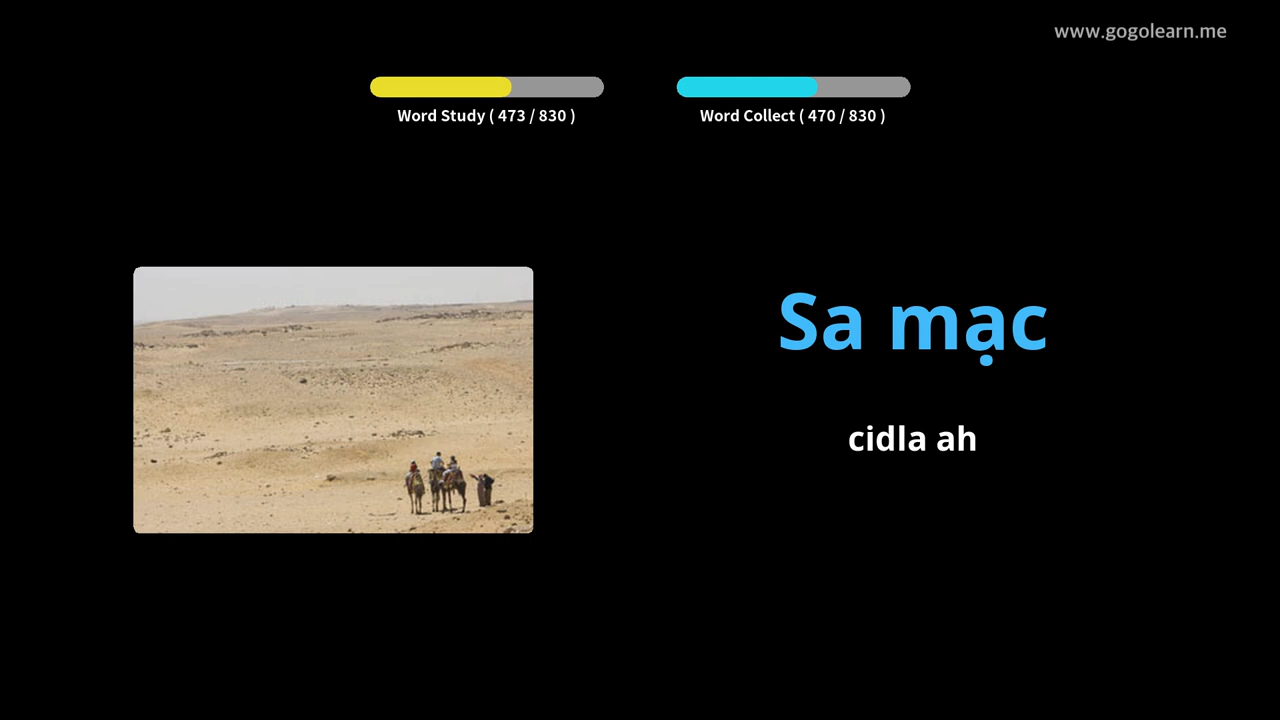 www.gogolearn.me
Word Study ( 473 / 830 )
Word Collect ( 470 / 830 )
Sa mạc
cidla ah